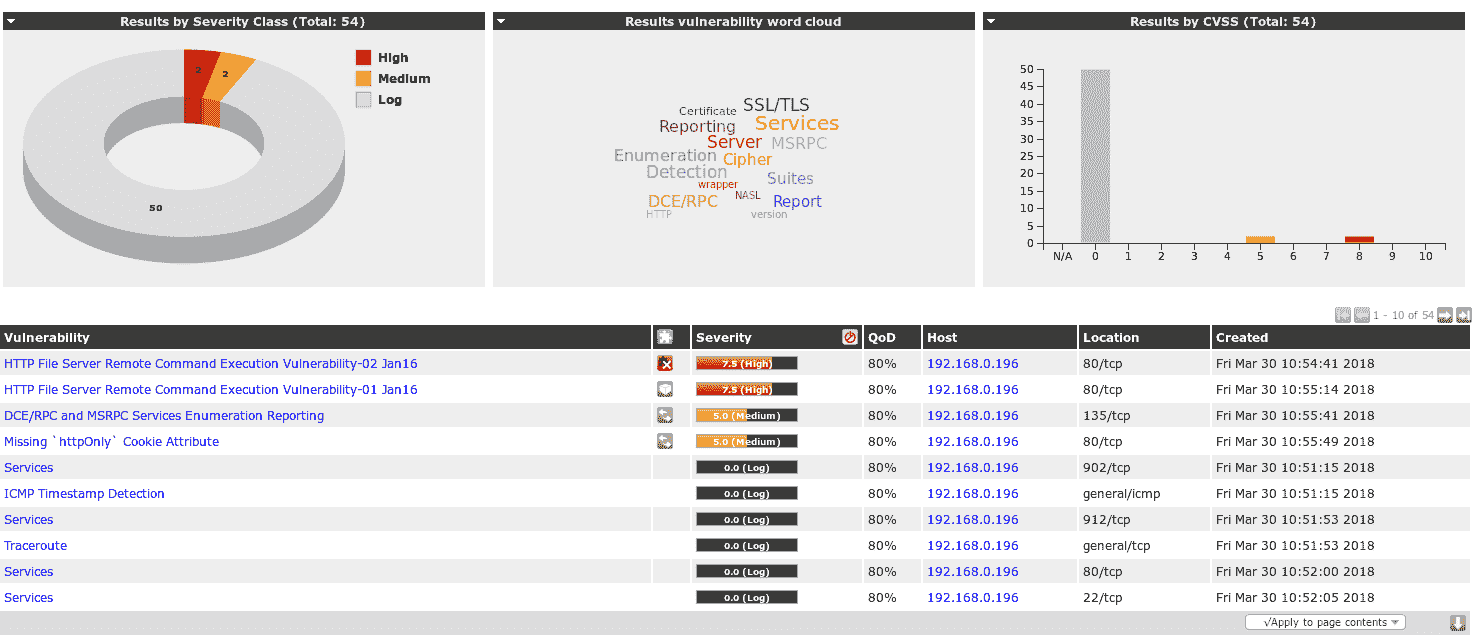 Results by Severity Class (Total: 54)
2
2
50
High
Medium
Log
Results vulnerability word cloud
Certificate SSL/TLS
Reporting Services
Server MSRPC
Enumeration Cipher
Detection Suites
wrapper NASL
DCE/RPC Report
HTTP version
Results by CVSS (Total: 54)
50
45
40
35
30
25
20
15
10
5
0
N/A 0 1 2 3 4 5 6 7 8 9 10
1 - 10 of 54
Vulnerability Severity QoD Host Location Created
HTTP File Server Remote Command Execution Vulnerability-02 Jan16 7.5 (High) 80% 192.168.0.196 80/tcp Fri Mar 30 10:54:41 2018
HTTP File Server Remote Command Execution Vulnerability-01 Jan16 7.5 (High) 80% 192.168.0.196 80/tcp Fri Mar 30 10:55:14 2018
DCE/RPC and MSRPC Services Enumeration Reporting 5.0 (Medium) 80% 192.168.0.196 135/tcp Fri Mar 30 10:55:41 2018
Missing `httpOnly` Cookie Attribute 5.0 (Medium) 80% 192.168.0.196 80/tcp Fri Mar 30 10:55:49 2018
Services 0.0 (Log) 80% 192.168.0.196 902/tcp Fri Mar 30 10:51:15 2018
ICMP Timestamp Detection 0.0 (Log) 80% 192.168.0.196 general/icmp Fri Mar 30 10:51:15 2018
Services 0.0 (Log) 80% 192.168.0.196 912/tcp Fri Mar 30 10:51:53 2018
Traceroute 0.0 (Log) 80% 192.168.0.196 general/tcp Fri Mar 30 10:51:53 2018
Services 0.0 (Log) 80% 192.168.0.196 80/tcp Fri Mar 30 10:52:00 2018
Services 0.0 (Log) 80% 192.168.0.196 22/tcp Fri Mar 30 10:52:05 2018
√Apply to page contents